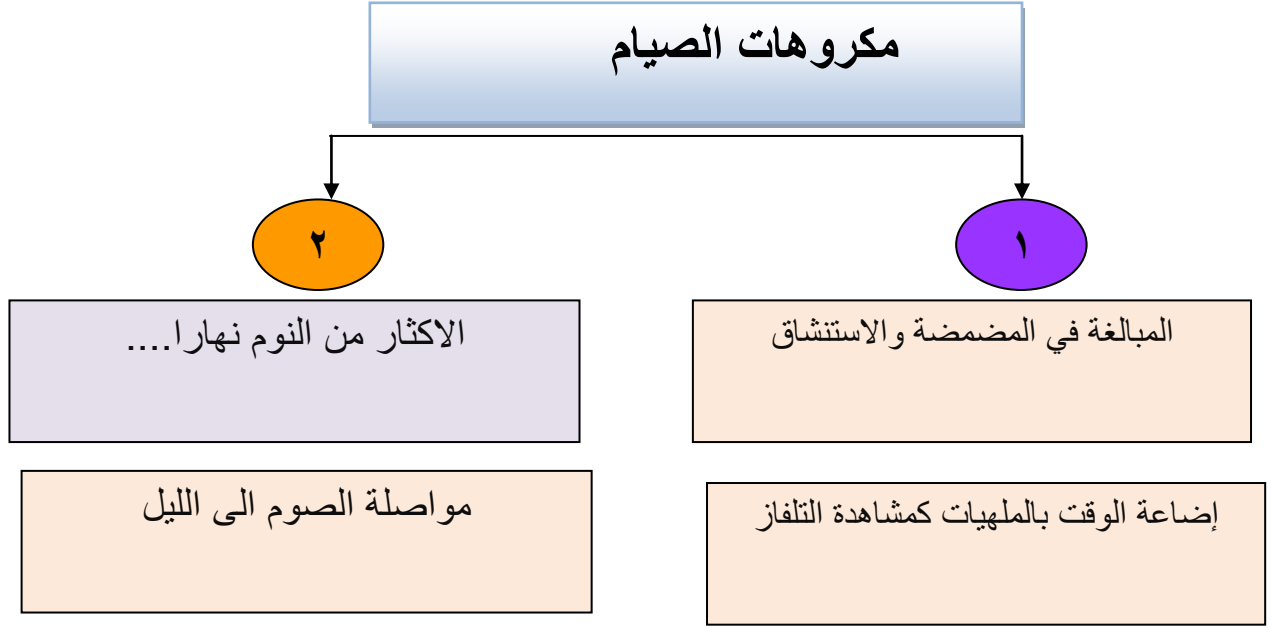 مكروهات الصيام
١
٢
المبالغة في المضمضة والاستنشاق
الاكثار من النوم نهارا....
إضاعة الوقت بالملهيات كمشاهدة التلفاز
مواصلة الصوم الى الليل